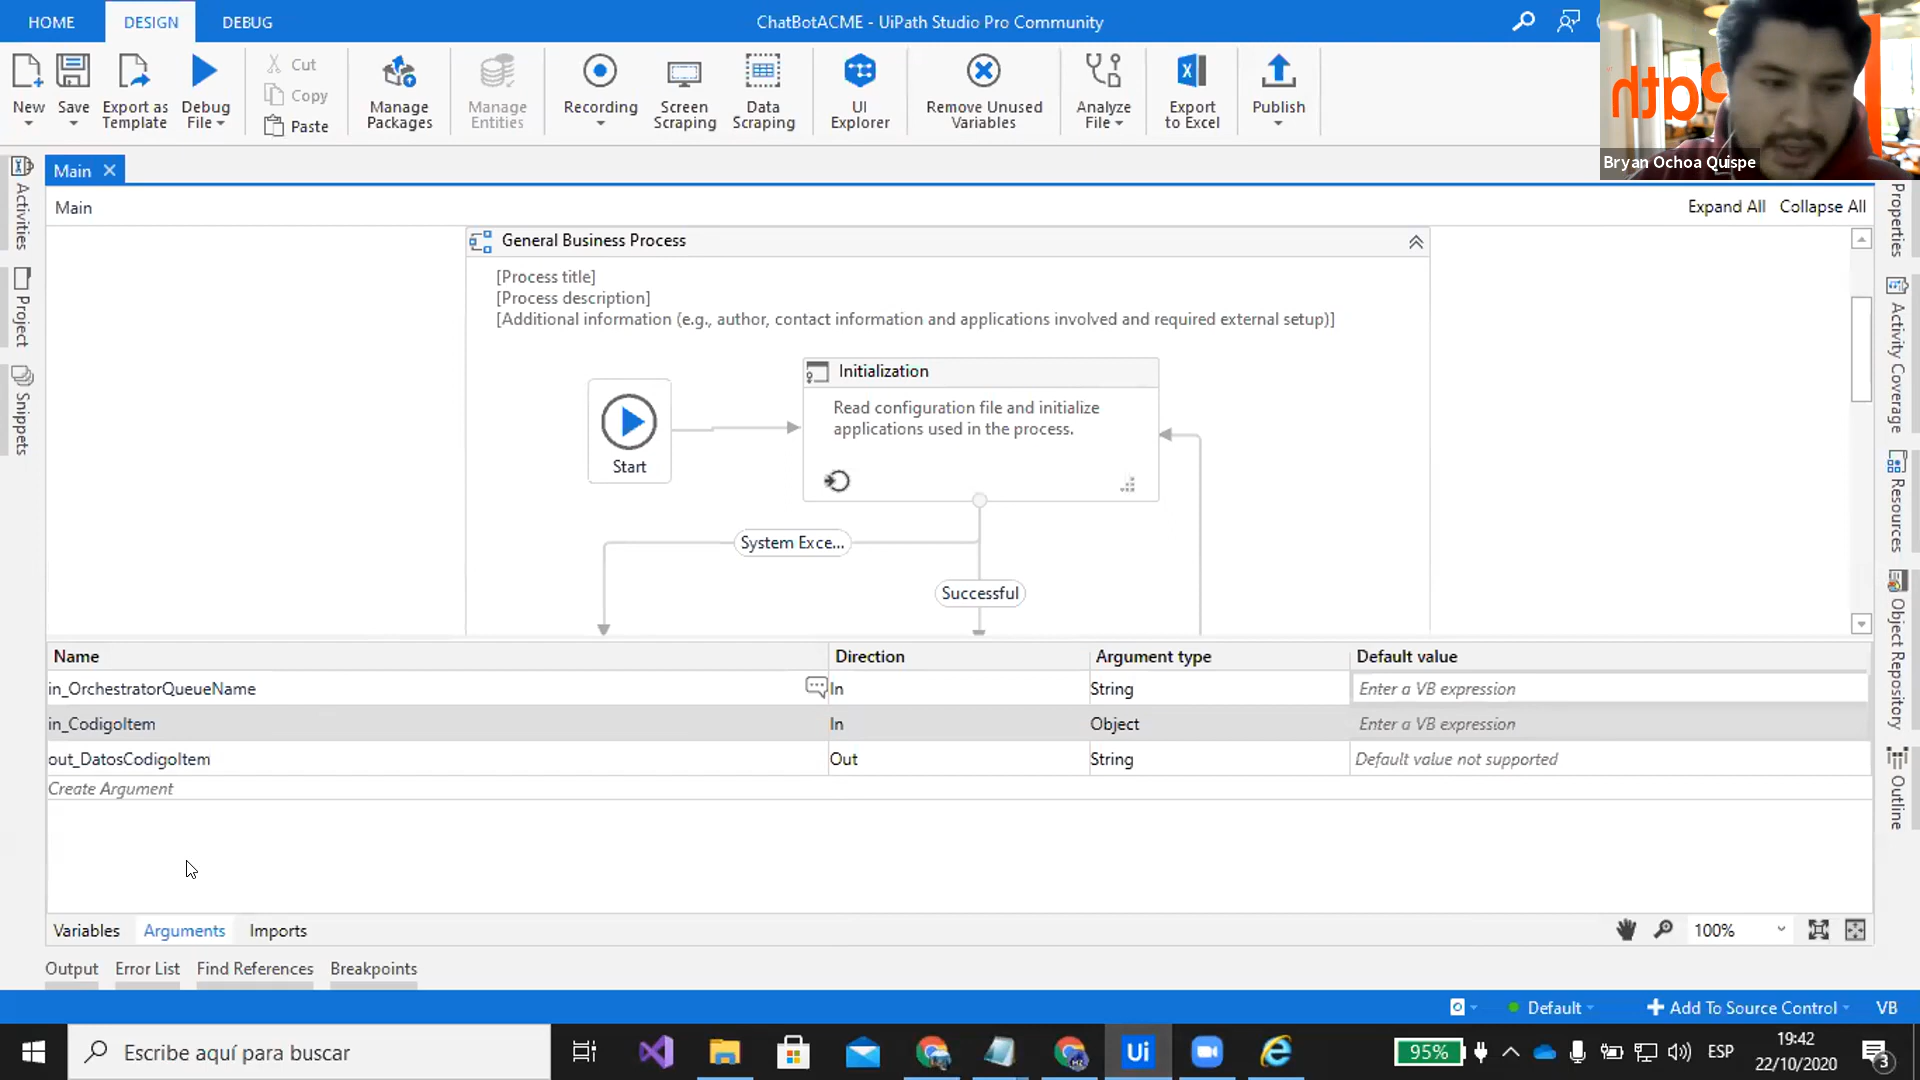 HOME
DESIGN
DEBUG
ChatBotACME - UiPath Studio Pro Community
New
Save
Export as
Template
Debug
File
Cut
Copy
Paste
Manage
Packages
Manage
Entities
Recording
Screen
Scraping
Data
Scraping
UI
Explorer
Remove Unused
Variables
Analyze
File
Export
to Excel
Publish
Bryan Ochoa Quispe
Main
Main
Expand All
Collapse All
Activities
Project
Snippets
Properties
Activity Coverage
Resources
Object Repository
Outline
General Business Process
[Process title]
[Process description]
[Additional information (e.g., author, contact information and applications involved and required external setup)]
Start
Initialization
Read configuration file and initialize
applications used in the process.
System Exce...
Successful
Name Direction Argument type Default value
in_OrchestratorQueueName In String Enter a VB expression
in_CodigoItem In Object Enter a VB expression
out_DatosCodigoItem Out String Default value not supported
Create Argument
Variables Arguments Imports
100%
Output Error List Find References Breakpoints
Default
Add To Source Control
VB
Escribe aquí para buscar
Ui
95%
ESP
19:42
22/10/2020
3